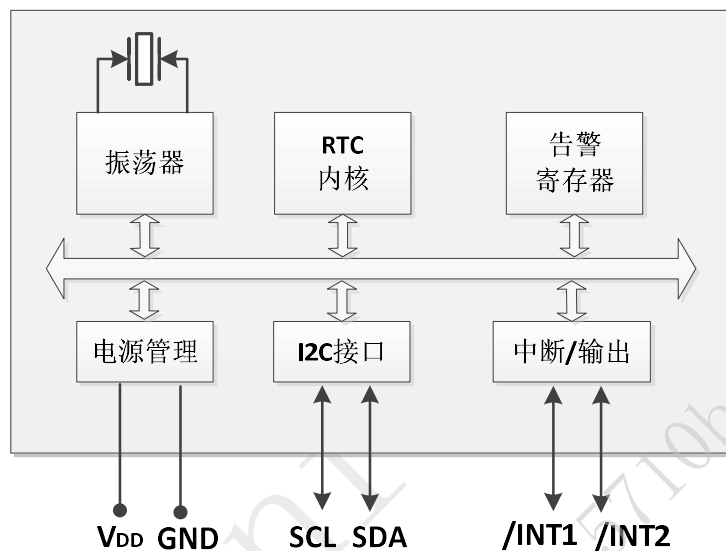 振荡器
RTC
内核
告警
寄存器
电源管理
I2C接口
中断/输出
VDD GND SCL SDA /INT1 /INT2